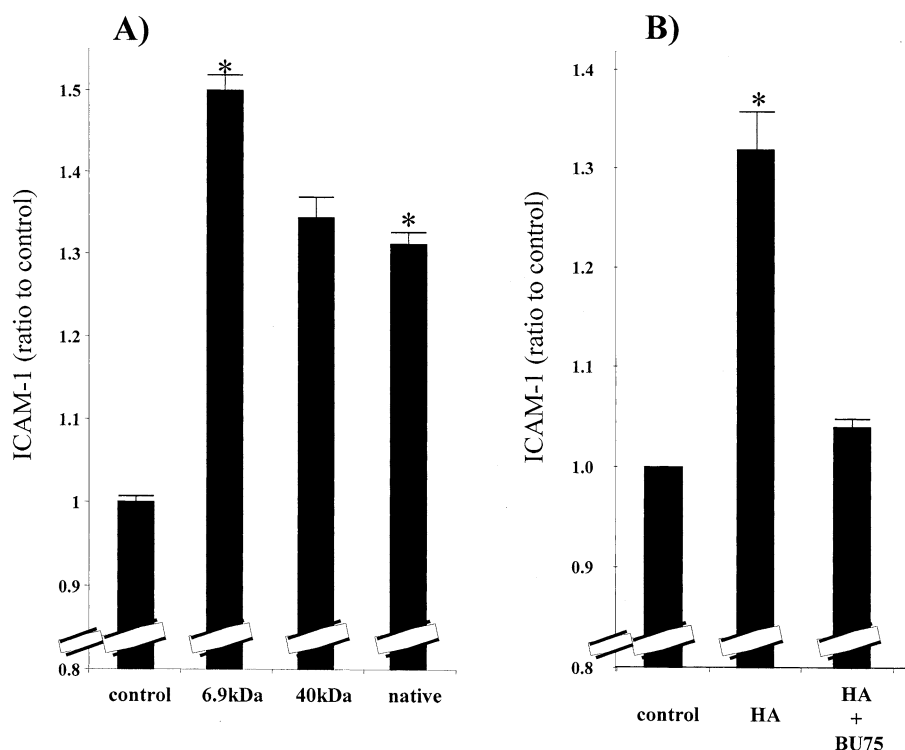 A)
ICAM-1 (ratio to control)
1.5
1.4
1.3
1.2
1.1
1
0.9
0.8
*
*
control
6.9kDa
40kDa
native
B)
ICAM-1 (ratio to control)
1.4
1.3
1.2
1.1
1.0
0.9
0.8
*
control
HA
HA
+
BU75